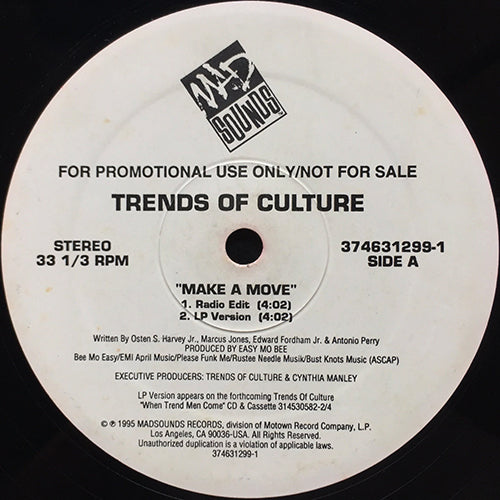 MAD
SOUNDS
FOR PROMOTIONAL USE ONLY/NOT FOR SALE
TRENDS OF CULTURE
STEREO
33 1/3 RPM
374631299-1
SIDE A
"MAKE A MOVE"
1. Radio Edit (4:02)
2. LP Version (4:02)
Written By Osten S. Harvey Jr., Marcus Jones, Edward Fordham Jr. & Antonio Perry
PRODUCED BY EASY MO BEE
Bee Mo Easy/EMI April Music/Please Funk Me/Rustee Needle Musik/Bust Knots Music (ASCAP)
EXECUTIVE PRODUCERS: TRENDS OF CULTURE & CYNTHIA MANLEY
LP Version appears on the forthcoming Trends Of Culture
"When Trend Men Come" CD & Cassette 314530582-2/4
© ℗ 1995 MADSOUNDS RECORDS, division of Motown Record Company, L.P.
Los Angeles, CA 90036-USA. All Rights Reserved.
Unauthorized duplication is a violation of applicable laws.
374631299-1